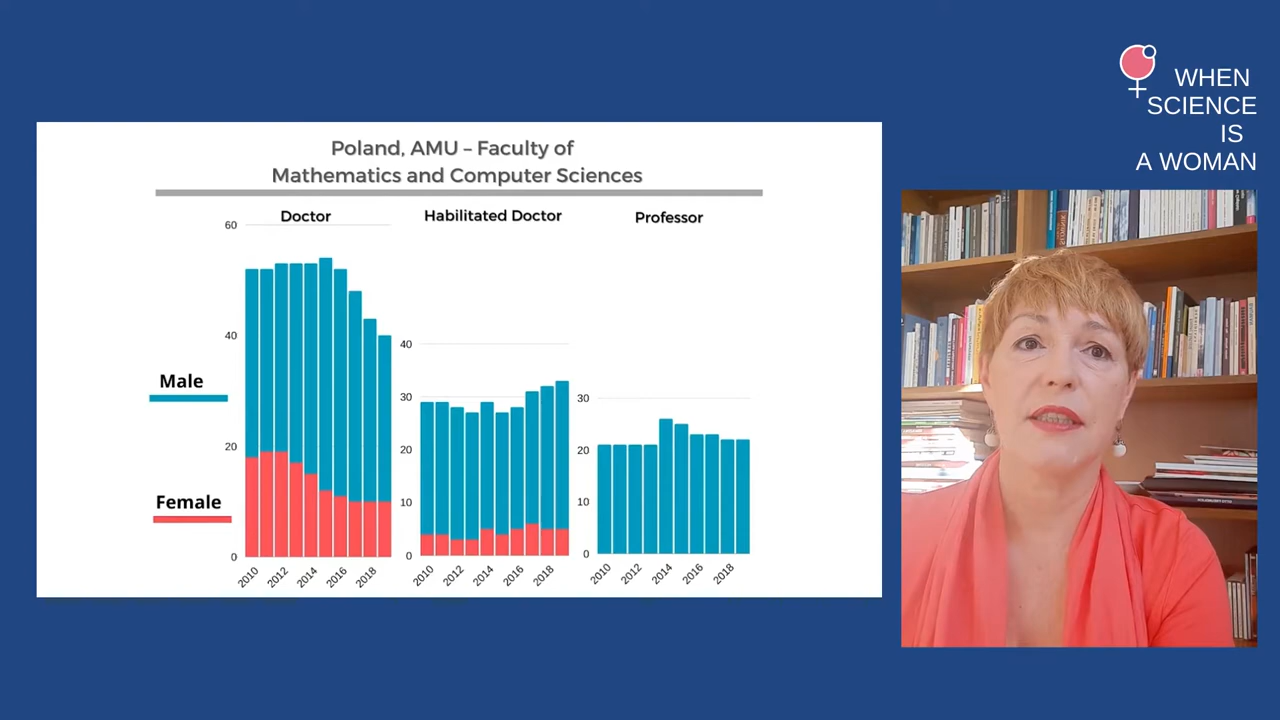 WHEN
SCIENCE
IS
A WOMAN
Poland, AMU – Faculty of
Mathematics and Computer Sciences
Doctor
Habilitated Doctor
Professor
Male
Female
60
40
20
0
2010
2012
2014
2016
2018
40
30
20
10
0
2010
2012
2014
2016
2018
30
20
10
0
2010
2012
2014
2016
2018